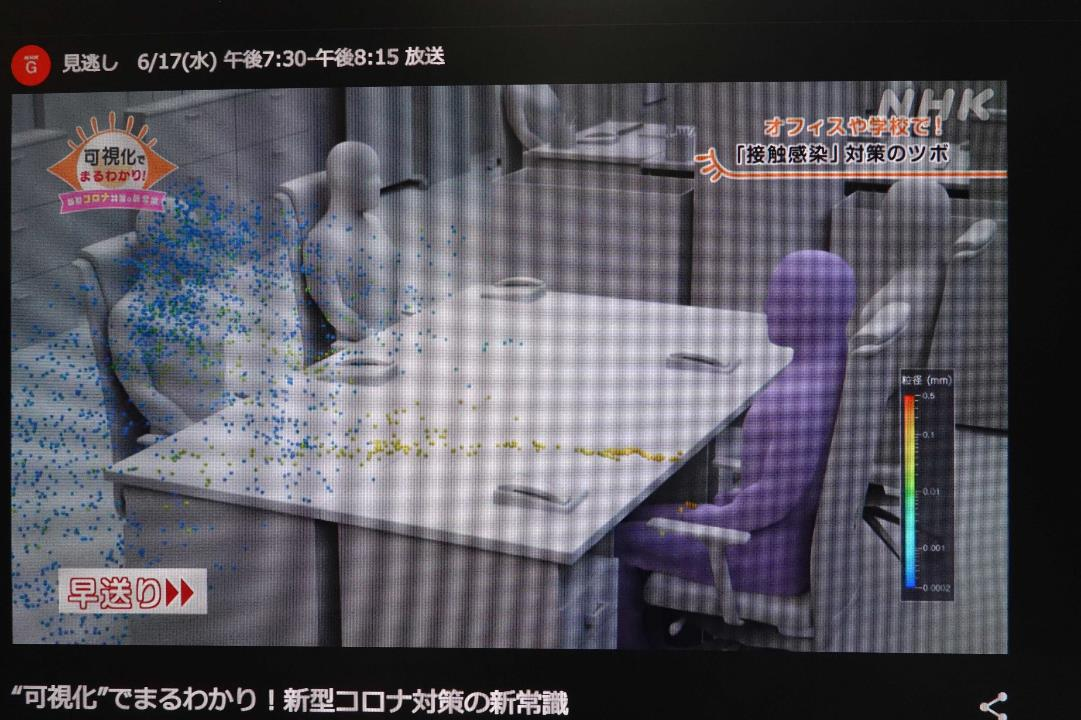 NHK
G
見逃し 6/17(水) 午後7:30-午後8:15 放送
NHK
可視化で
まるわかり!
新型コロナ対策の新常識
オフィスや学校で!
「接触感染」対策のツボ
粒径 (mm)
0.5
0.1
0.01
0.001
0.0002
早送り
“可視化”でまるわかり！新型コロナ対策の新常識